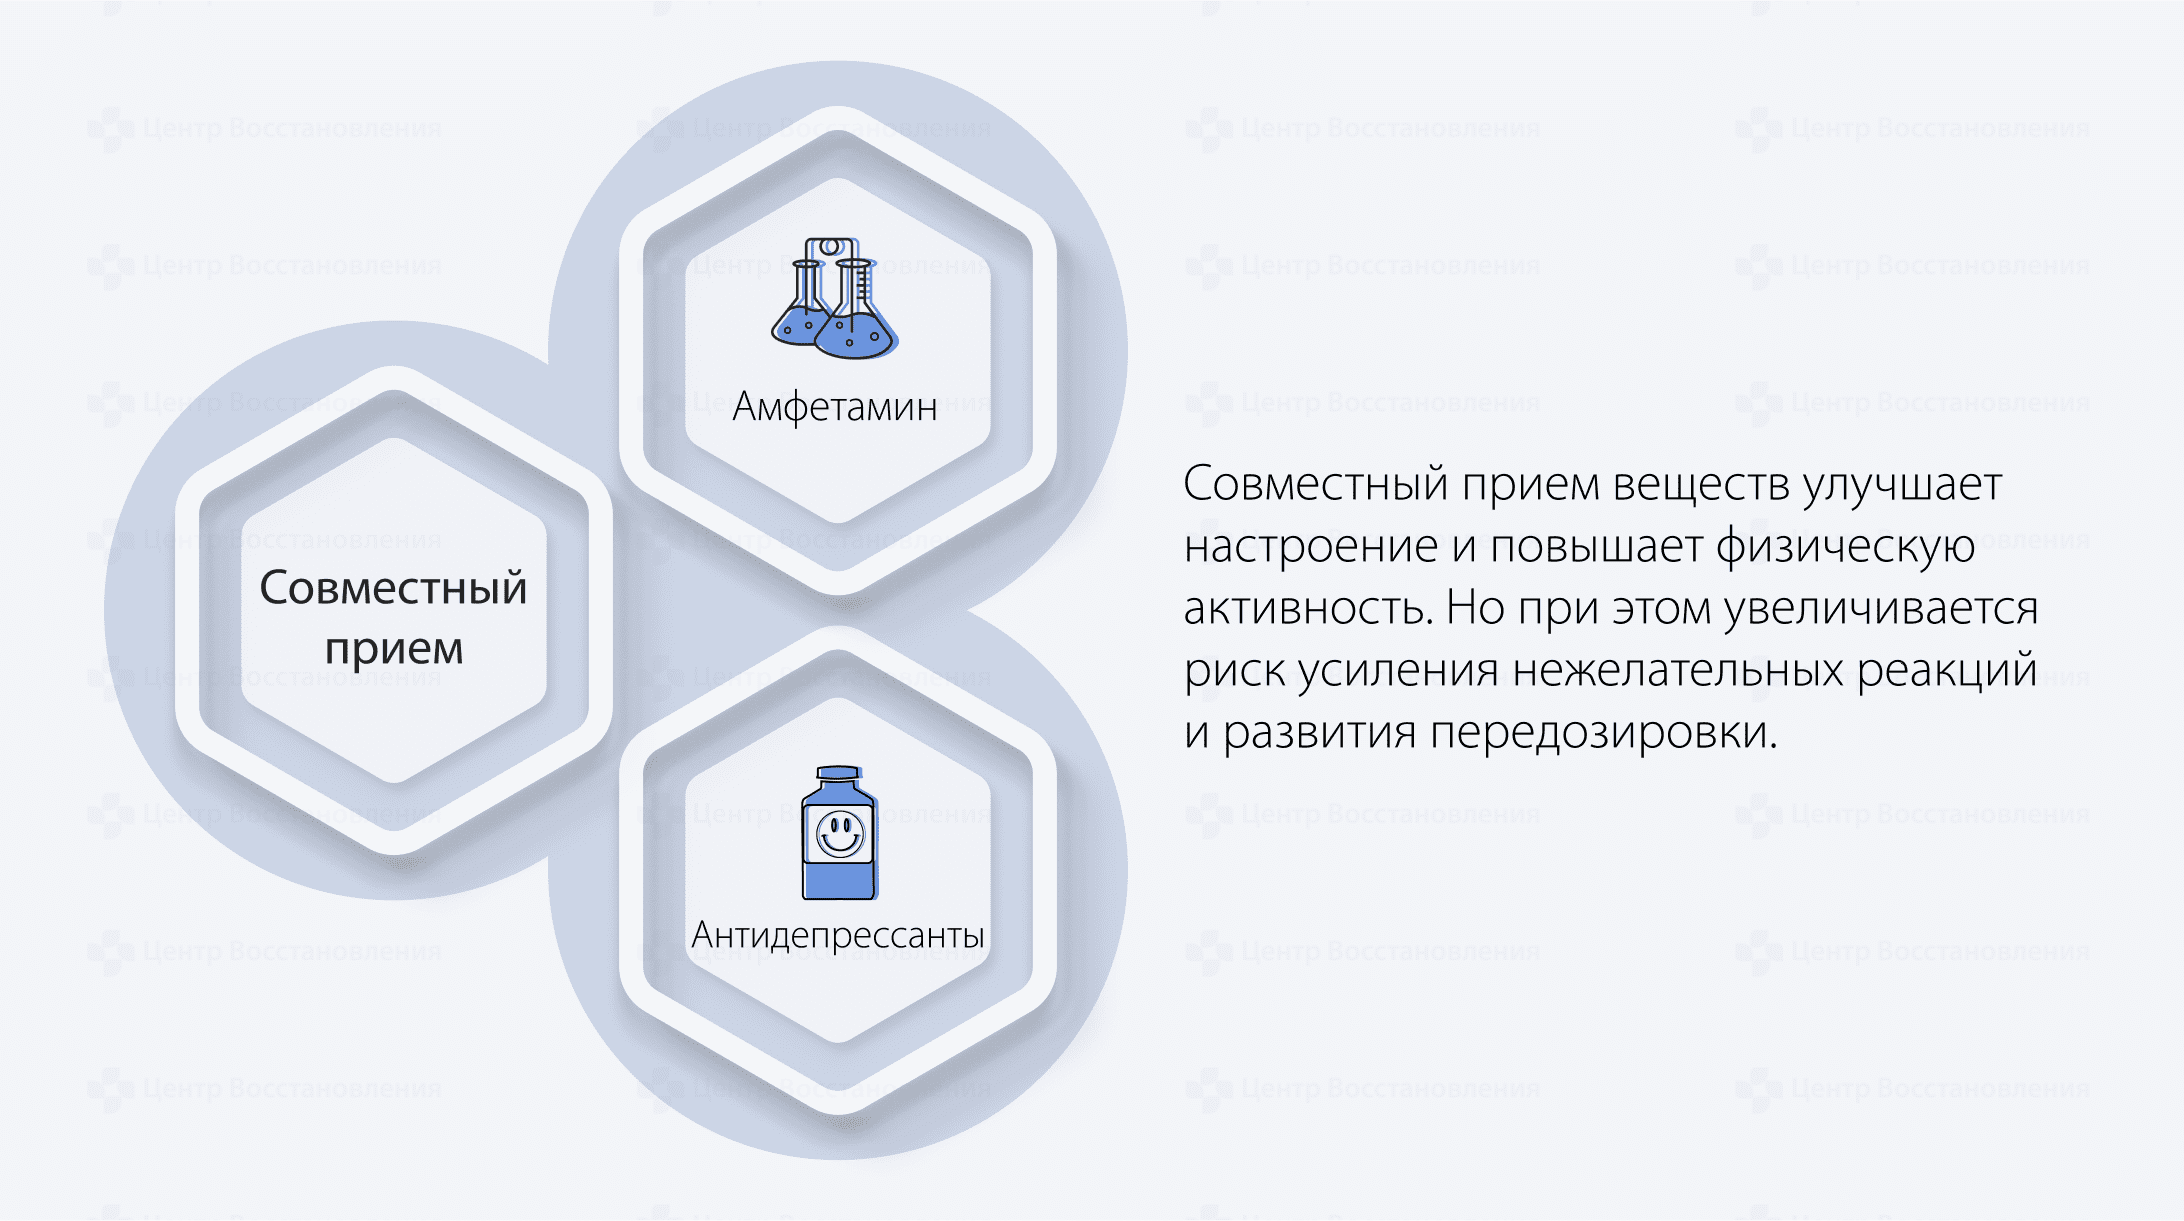 Амфетамин
Совместный
прием
Антидепрессанты
Совместный прием веществ улучшает
настроение и повышает физическую
активность. Но при этом увеличивается
риск усиления нежелательных реакций
и развития передозировки.
Центр Восстановления